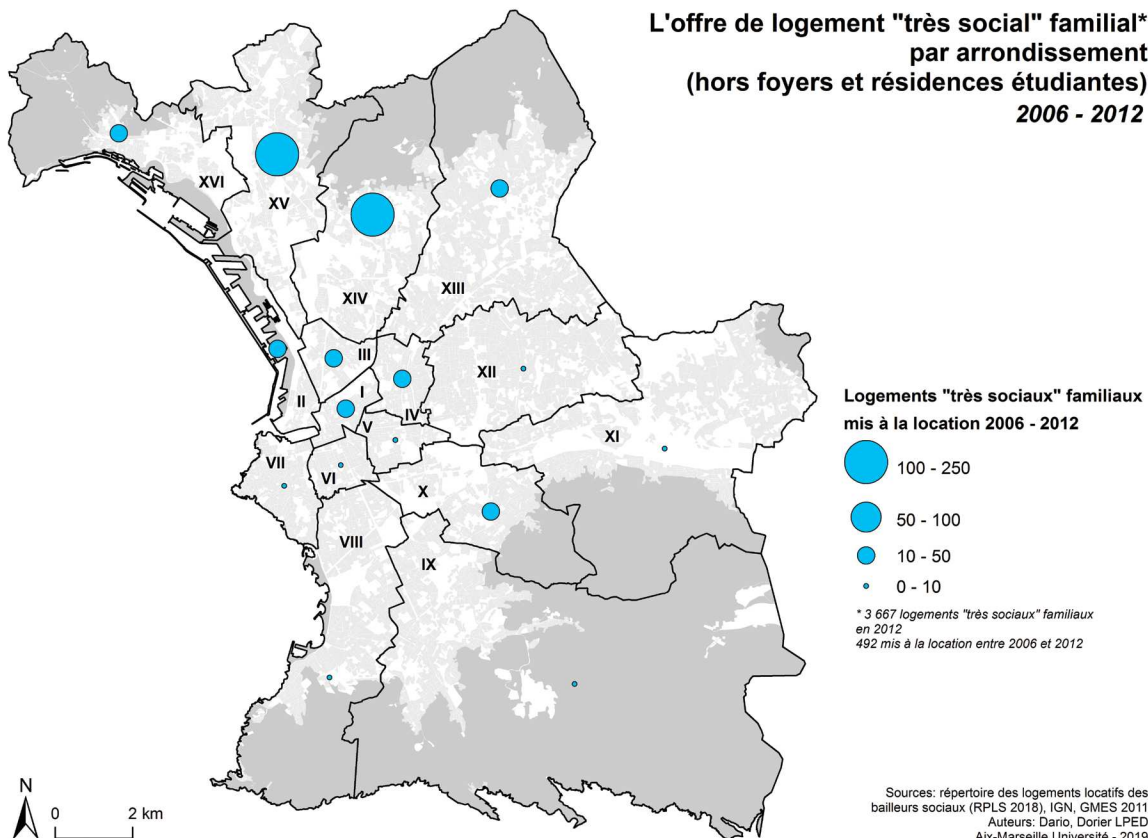 L'offre de logement "très social" familial*
par arrondissement
(hors foyers et résidences étudiantes)
2006 - 2012
XVI
XV
XIV
XIII
III
XII
I
II
IV
V
XI
VII
VI
X
VIII
IX
Logements "très sociaux" familiaux
mis à la location 2006 - 2012
100 - 250
50 - 100
10 - 50
0 - 10
* 3 667 logements "très sociaux" familiaux
en 2012
492 mis à la location entre 2006 et 2012
N
0 2 km
Sources: répertoire des logements locatifs des
bailleurs sociaux (RPLS 2018), IGN, GMES 2011
Auteurs: Dario, Dorier LPED
Aix-Marseille Université - 2019